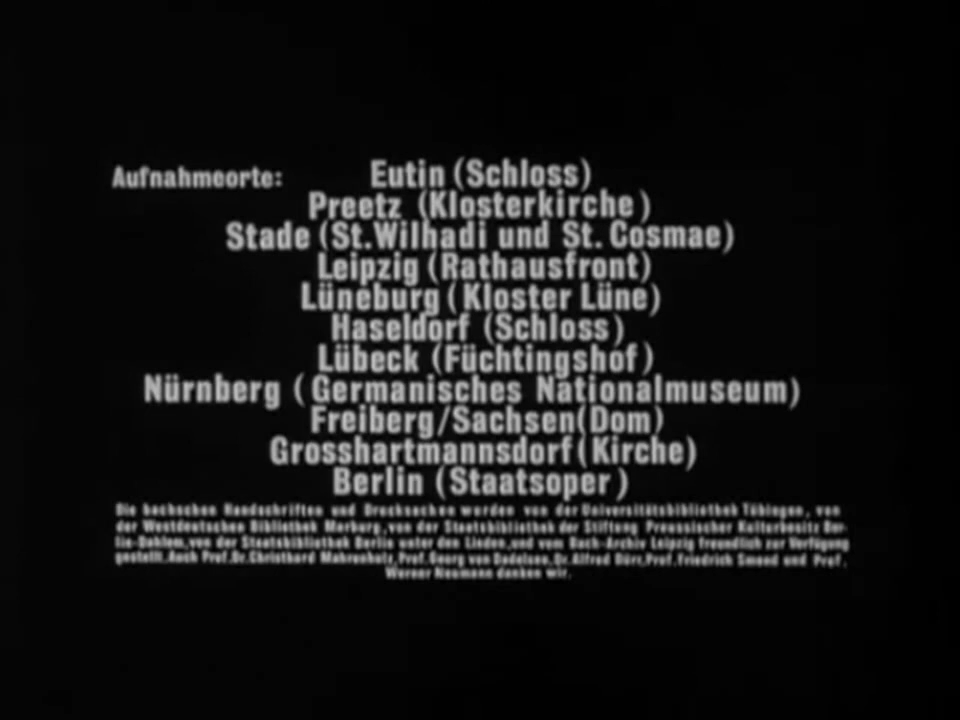 Aufnahmeorte: Eutin (Schloss)
Preetz (Klosterkirche)
Stade (St.Wilhadi und St. Cosmae)
Leipzig (Rathausfront)
Lüneburg (Kloster Lüne)
Haseldorf (Schloss)
Lübeck (Füchtingshof)
Nürnberg (Germanisches Nationalmuseum)
Freiberg/Sachsen(Dom)
Grosshartmannsdorf(Kirche)
Berlin (Staatsoper)
Die bachschen Handschriften und Drucksachen wurden von der Universitätsbibliothek Tübingen, von
der Westdeutschen Bibliothek Marburg, von der Staatsbibliothek der Stiftung Preussischer Kulturbesitz Ber-
lin-Dahlem, von der Staatsbibliothek Berlin unter den Linden, und vom Bach-Archiv Leipzig freundlich zur Verfügung
gestellt. Auch Prof. Dr. Christhard Mahrenholz, Prof. Georg von Dadelsen, Dr. Alfred Dürr, Prof. Friedrich Smend und Prof.
Werner Neumann danken wir.